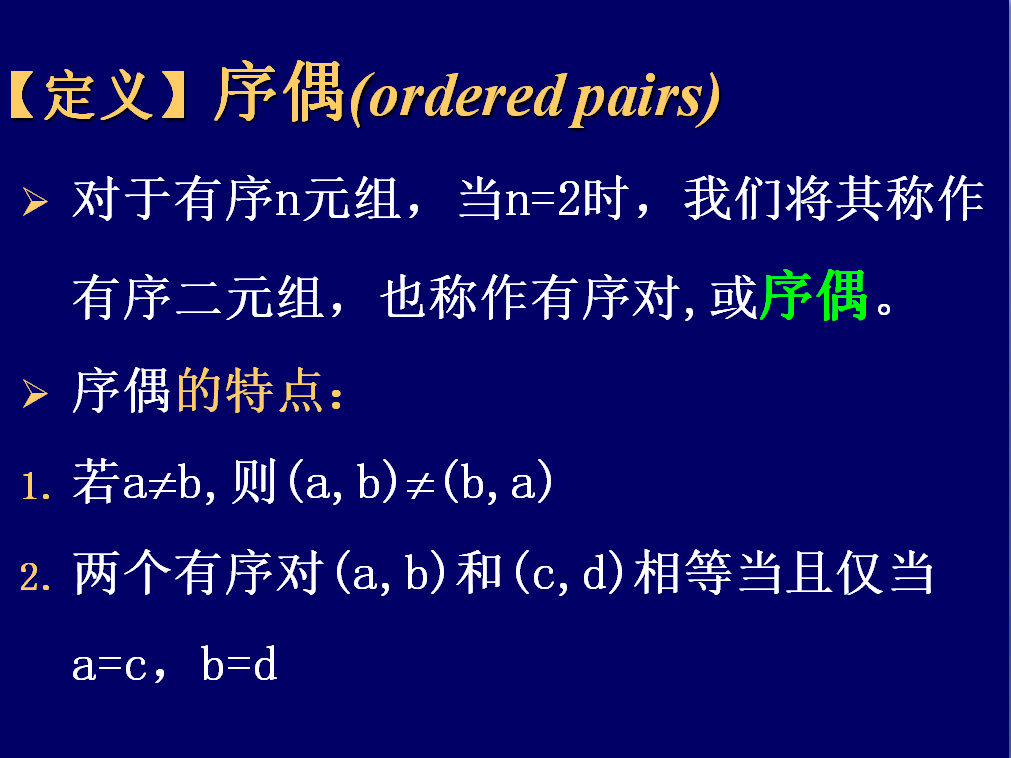 【定义】序偶(ordered pairs)
➢ 对于有序n元组，当n=2时，我们将其称作
有序二元组，也称作有序对,或序偶。
➢ 序偶的特点：
1. 若a≠b,则(a,b)≠(b,a)
2. 两个有序对(a,b)和(c,d)相等当且仅当
a=c，b=d